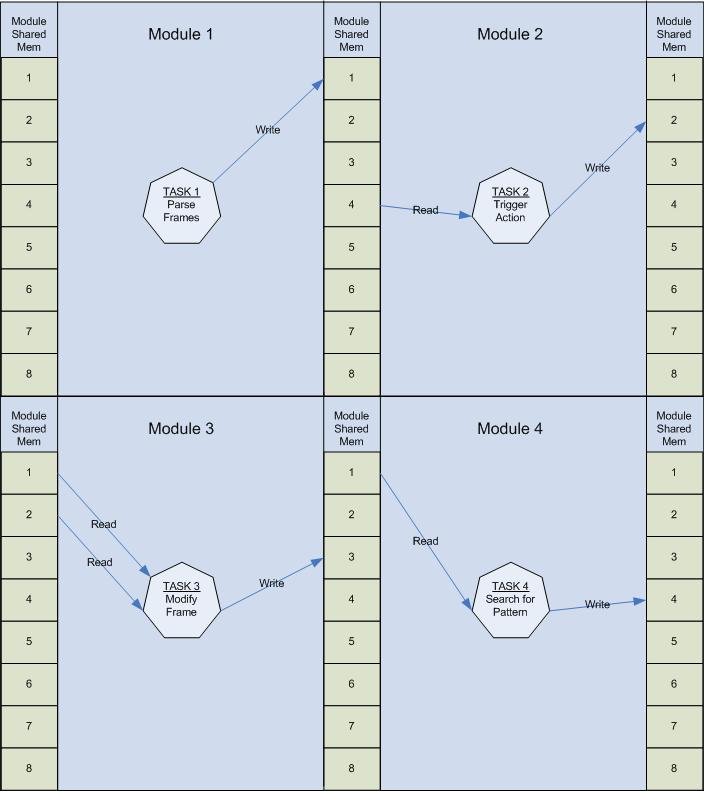 Module
Shared
Mem
Module 1
Module
Shared
Mem
Module 2
Module
Shared
Mem
1
2
3
4
5
6
7
8
Write
TASK 1
Parse
Frames
1
2
3
4
5
6
7
8
Read
TASK 2
Trigger
Action
Write
1
2
3
4
5
6
7
8
Module
Shared
Mem
Module 3
Module
Shared
Mem
Module 4
Module
Shared
Mem
1
2
3
4
5
6
7
8
Read
Read
TASK 3
Modify
Frame
Write
1
2
3
4
5
6
7
8
Read
TASK 4
Search for
Pattern
Write
1
2
3
4
5
6
7
8